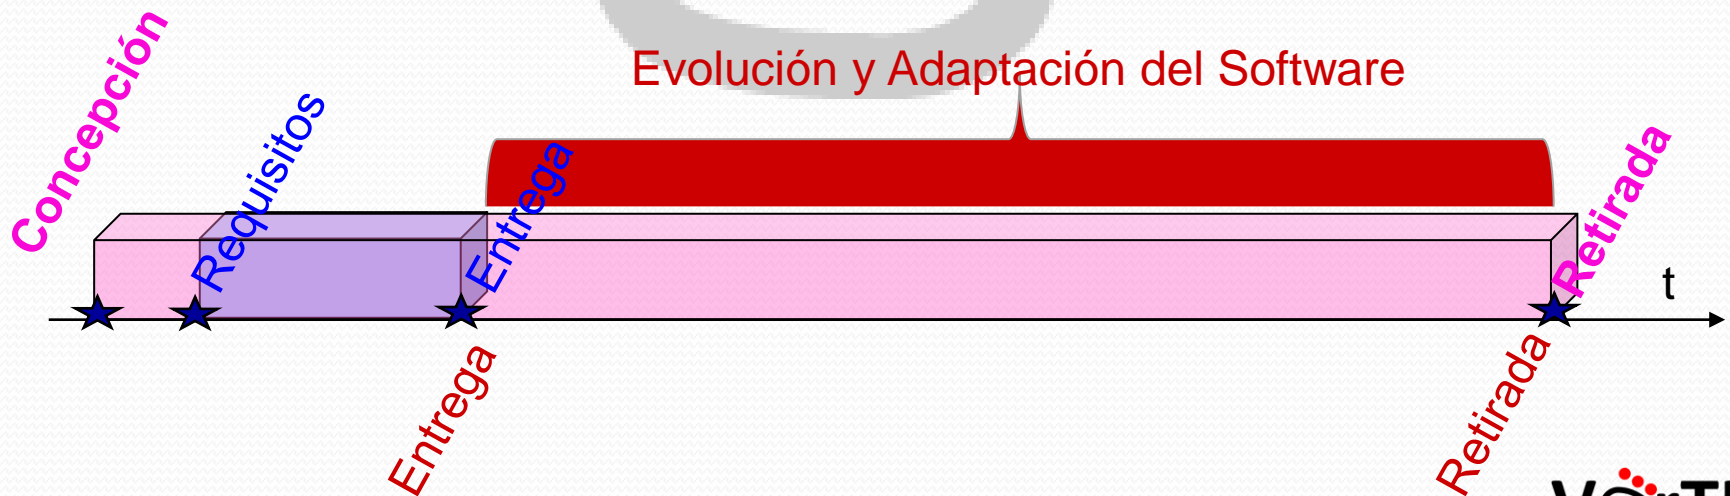 Evolución y Adaptación del Software
Concepción
Requisitos
Entrega
Retirada
t
Entrega
Retirada